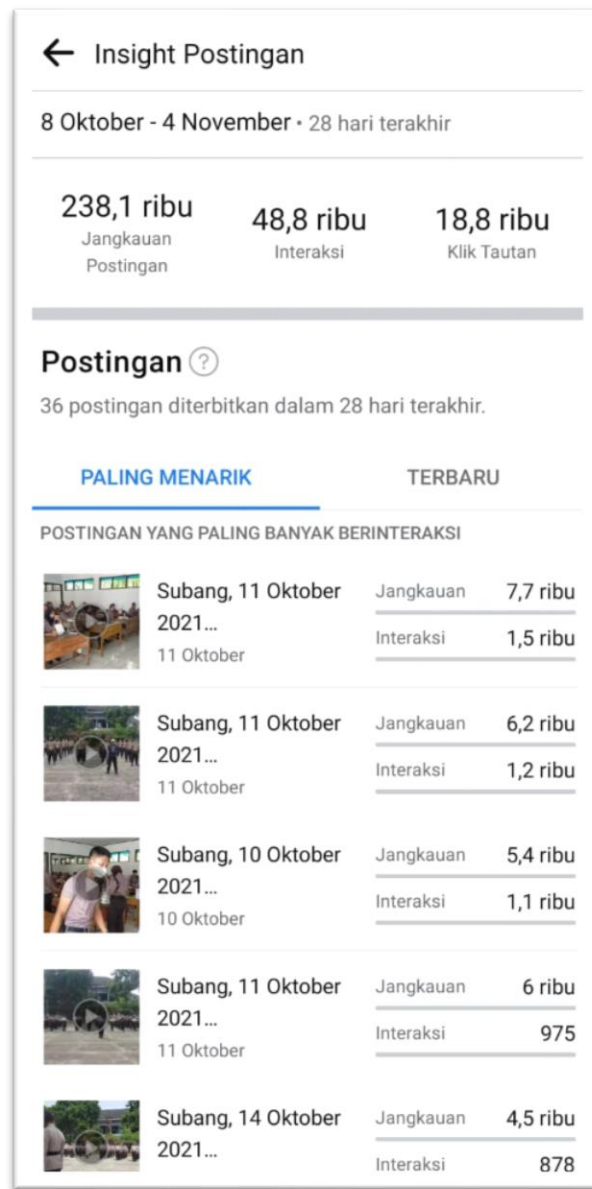 Insight Postingan
8 Oktober - 4 November • 28 hari terakhir
238,1 ribu
Jangkauan
Postingan
48,8 ribu
Interaksi
18,8 ribu
Klik Tautan
Postingan ?
36 postingan diterbitkan dalam 28 hari terakhir.
PALING MENARIK
TERBARU
POSTINGAN YANG PALING BANYAK BERINTERAKSI
Subang, 11 Oktober
2021...
11 Oktober
Jangkauan 7,7 ribu
Interaksi 1,5 ribu
Subang, 11 Oktober
2021...
11 Oktober
Jangkauan 6,2 ribu
Interaksi 1,2 ribu
Subang, 10 Oktober
2021...
10 Oktober
Jangkauan 5,4 ribu
Interaksi 1,1 ribu
Subang, 11 Oktober
2021...
11 Oktober
Jangkauan 6 ribu
Interaksi 975
Subang, 14 Oktober
2021...
Jangkauan 4,5 ribu
Interaksi 878